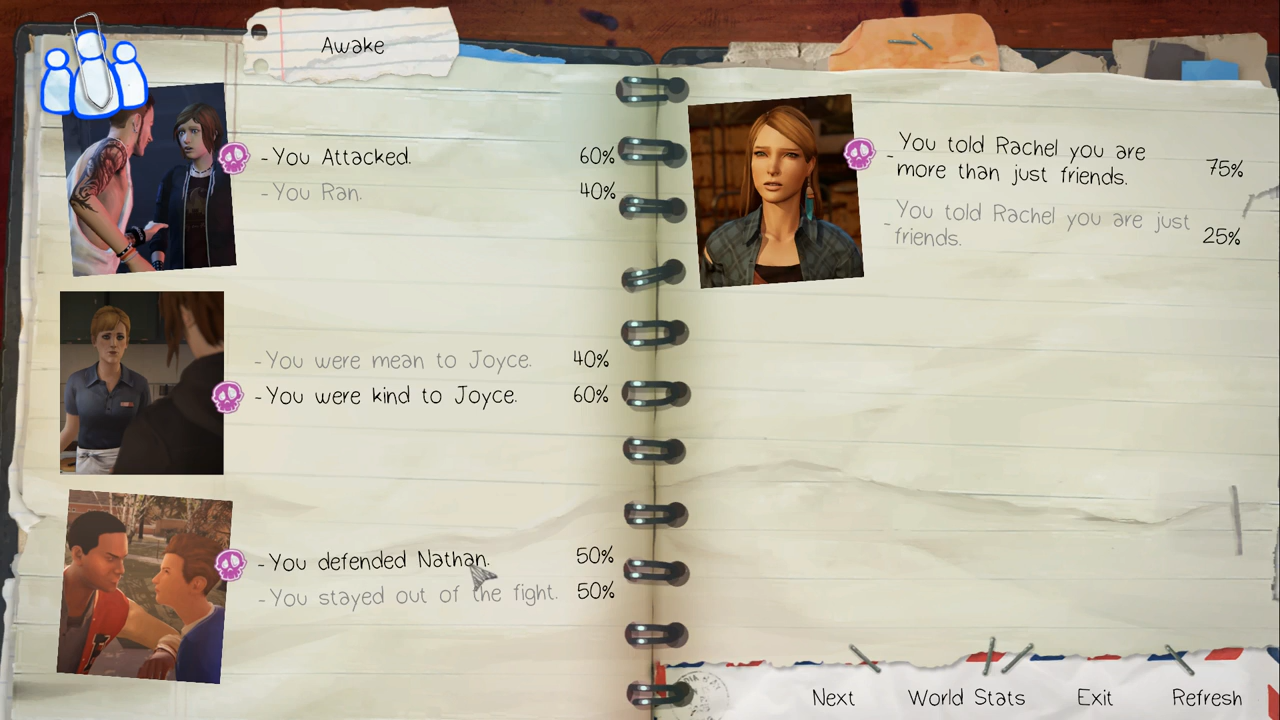 Awake
-You Attacked. 60%
-You Ran. 40%
-You were mean to Joyce. 40%
-You were kind to Joyce. 60%
-You defended Nathan. 50%
-You stayed out of the fight. 50%
-You told Rachel you are
more than just friends. 75%
-You told Rachel you are just
friends. 25%
Next World Stats Exit Refresh